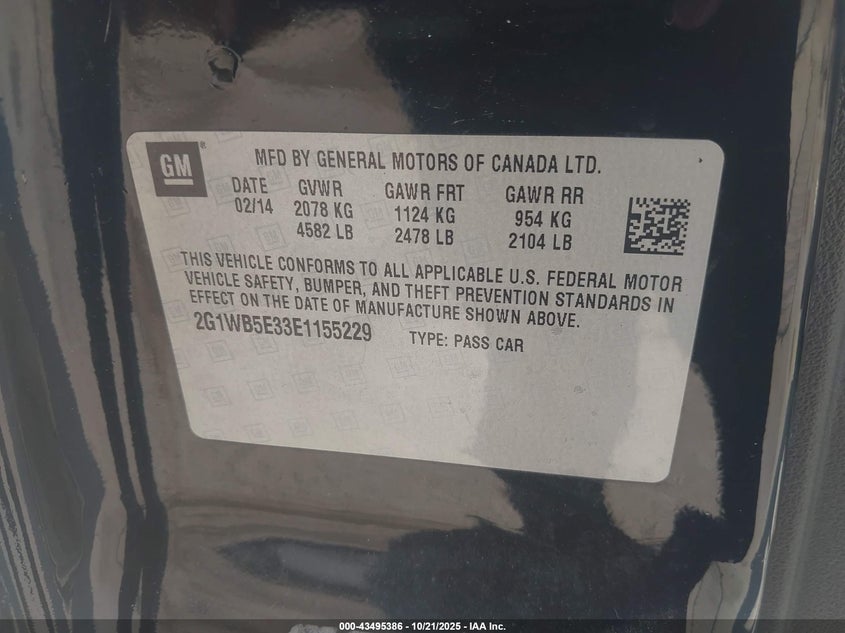 GM®
MFD BY GENERAL MOTORS OF CANADA LTD.
DATE GVWR GAWR FRT GAWR RR
02/14 2078 KG 1124 KG 954 KG
4582 LB 2478 LB 2104 LB
THIS VEHICLE CONFORMS TO ALL APPLICABLE U.S. FEDERAL MOTOR
VEHICLE SAFETY, BUMPER, AND THEFT PREVENTION STANDARDS IN
EFFECT ON THE DATE OF MANUFACTURE SHOWN ABOVE.
2G1WB5E33E1155229 TYPE: PASS CAR
000-43495386 - 10/21/2025 - IAA Inc.